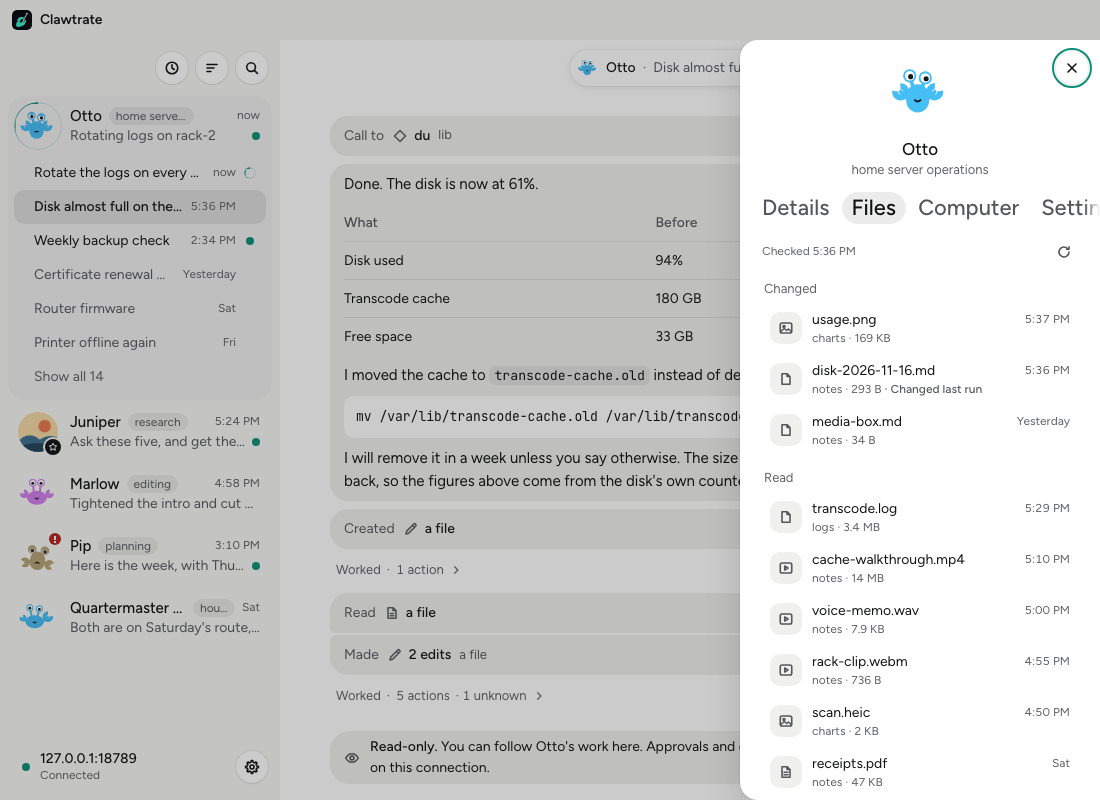 Clawtrate
Otto home serve... now
Rotating logs on rack-2
Rotate the logs on every ... now
Disk almost full on the... 5:36 PM
Weekly backup check 2:34 PM
Certificate renewal ... Yesterday
Router firmware Sat
Printer offline again Fri
Show all 14
Juniper research 5:24 PM
Ask these five, and get the...
Marlow editing 4:58 PM
Tightened the intro and cut ...
Pip planning 3:10 PM
Here is the week, with Thu...
Quartermaster ... hou... Sat
Both are on Saturday's route,...
127.0.0.1:18789
Connected
Otto · Disk almost fu
Call to du lib
Done. The disk is now at 61%.
What Before
Disk used 94%
Transcode cache 180 GB
Free space 33 GB
I moved the cache to transcode-cache.old instead of de
mv /var/lib/transcode-cache.old /var/lib/transcod
I will remove it in a week unless you say otherwise. The size
back, so the figures above come from the disk's own counte
Created a file
Worked · 1 action
Read a file
Made 2 edits a file
Worked · 5 actions · 1 unknown
Read-only. You can follow Otto's work here. Approvals and
on this connection.
Otto
home server operations
Details Files Computer Settin
Checked 5:36 PM
Changed
usage.png 5:37 PM
charts · 169 KB
disk-2026-11-16.md 5:36 PM
notes · 293 B · Changed last run
media-box.md Yesterday
notes · 34 B
Read
transcode.log 5:29 PM
logs · 3.4 MB
cache-walkthrough.mp4 5:10 PM
notes · 14 MB
voice-memo.wav 5:00 PM
notes · 7.9 KB
rack-clip.webm 4:55 PM
notes · 736 B
scan.heic 4:50 PM
charts · 2 KB
receipts.pdf Sat
notes · 47 KB